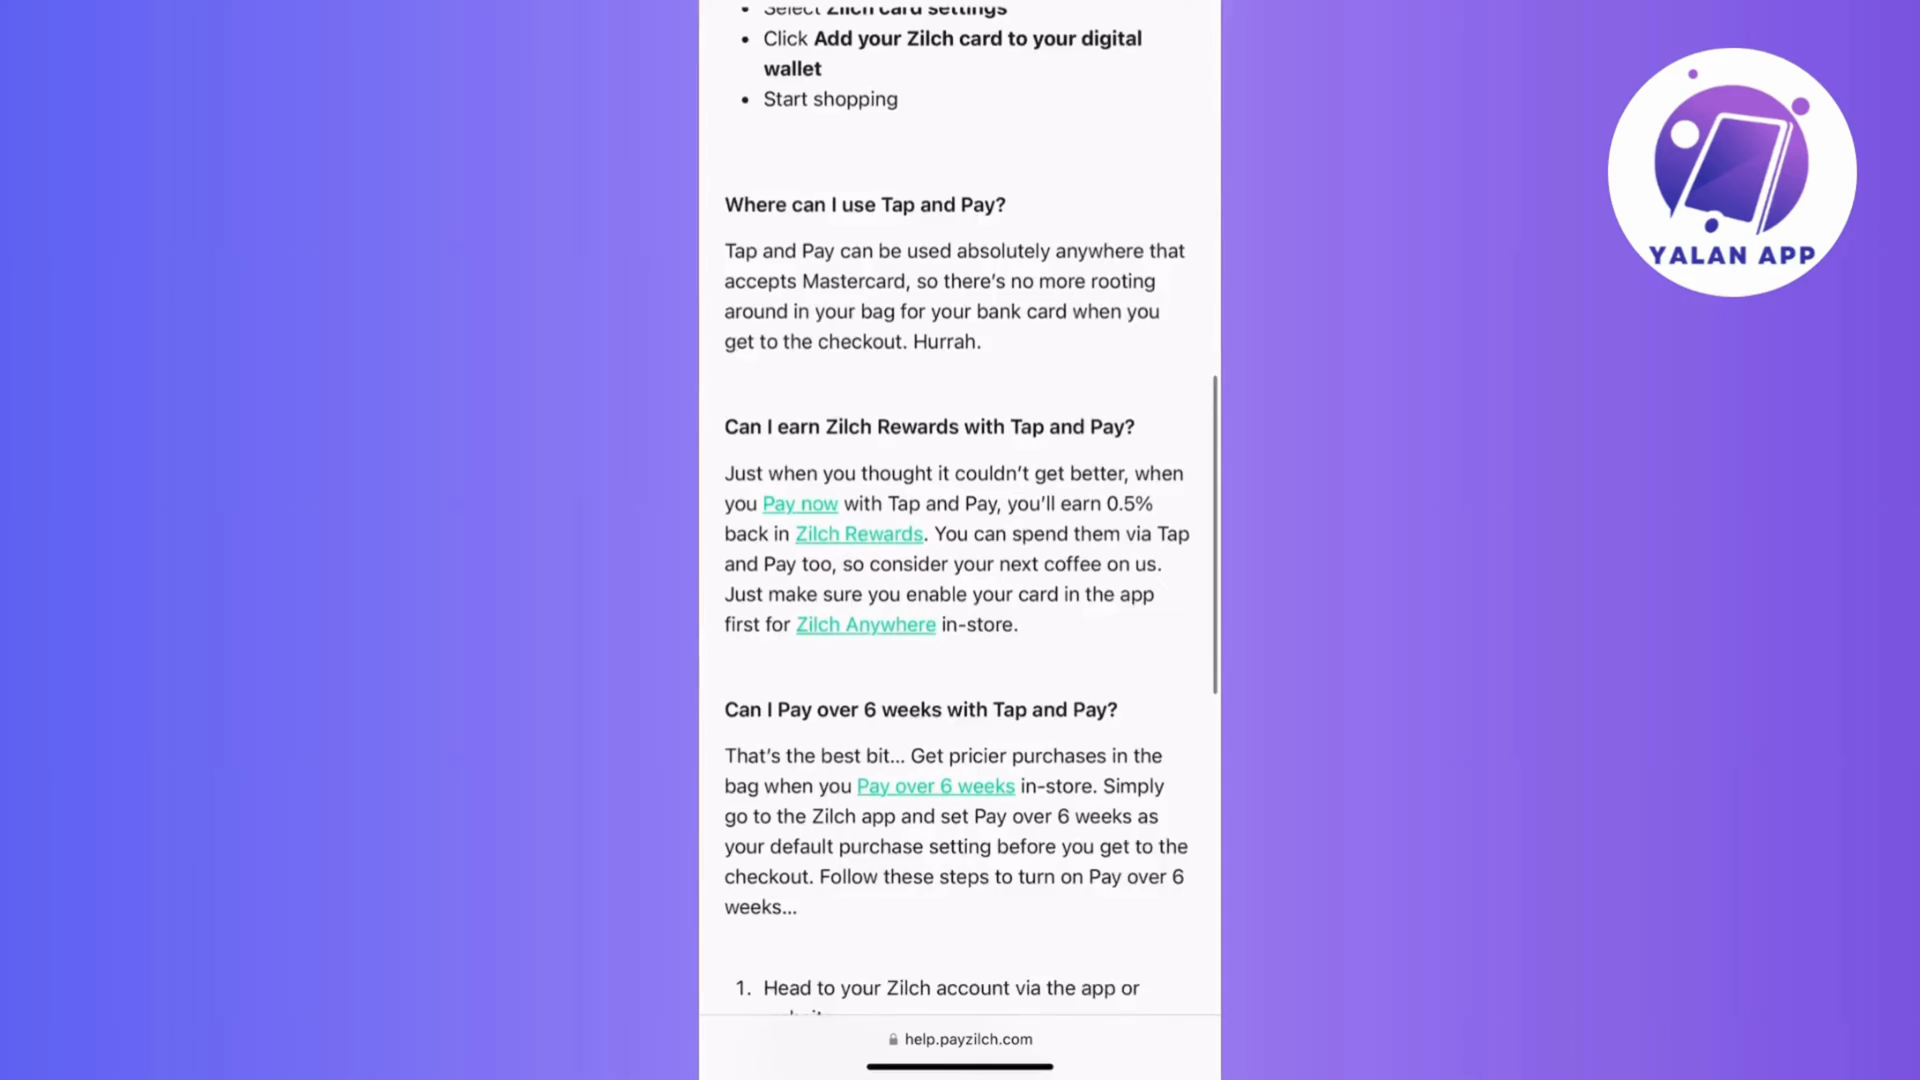 Select Zilch card settings
Click Add your Zilch card to your digital
wallet
Start shopping
Where can I use Tap and Pay?
Tap and Pay can be used absolutely anywhere that
accepts Mastercard, so there's no more rooting
around in your bag for your bank card when you
get to the checkout. Hurrah.
Can I earn Zilch Rewards with Tap and Pay?
Just when you thought it couldn't get better, when
you Pay now with Tap and Pay, you'll earn 0.5%
back in Zilch Rewards. You can spend them via Tap
and Pay too, so consider your next coffee on us.
Just make sure you enable your card in the app
first for Zilch Anywhere in-store.
Can I Pay over 6 weeks with Tap and Pay?
That's the best bit... Get pricier purchases in the
bag when you Pay over 6 weeks in-store. Simply
go to the Zilch app and set Pay over 6 weeks as
your default purchase setting before you get to the
checkout. Follow these steps to turn on Pay over 6
weeks...
1. Head to your Zilch account via the app or
help.payzilch.com
YALAN APP